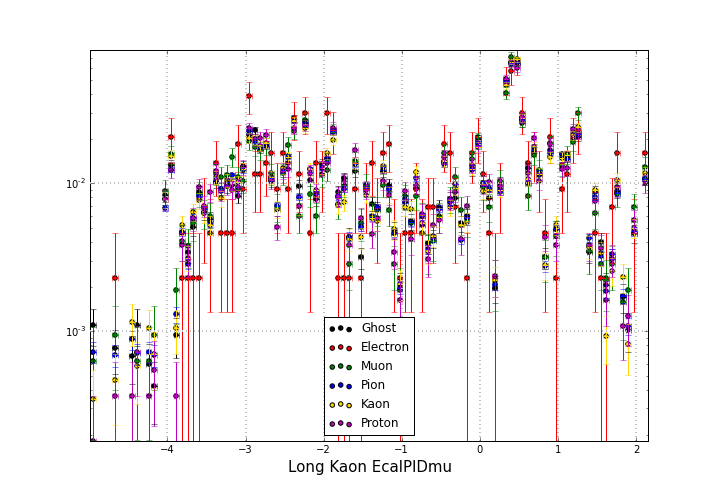 10⁻²
10⁻³
Ghost
Electron
Muon
Pion
Kaon
Proton
−4 −3 −2 −1 0 1 2
Long Kaon EcalPIDmu